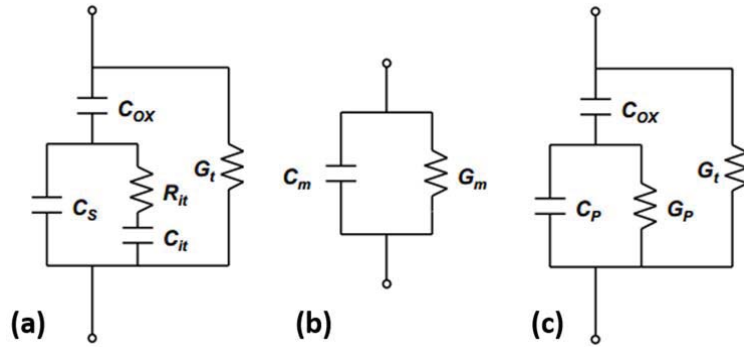 C_OX
C_S
R_it
C_it
G_t
(a)
C_m
G_m
(b)
C_OX
C_P
G_P
G_t
(c)